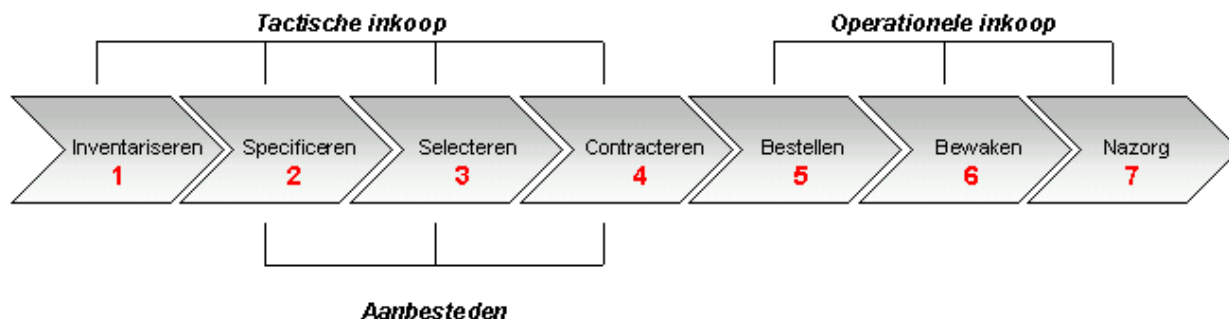 Tactische inkoop
Operationele inkoop
Inventariseren
1
Specificeren
2
Selecteren
3
Contracteren
4
Bestellen
5
Bewaken
6
Nazorg
7
Aanbesteden